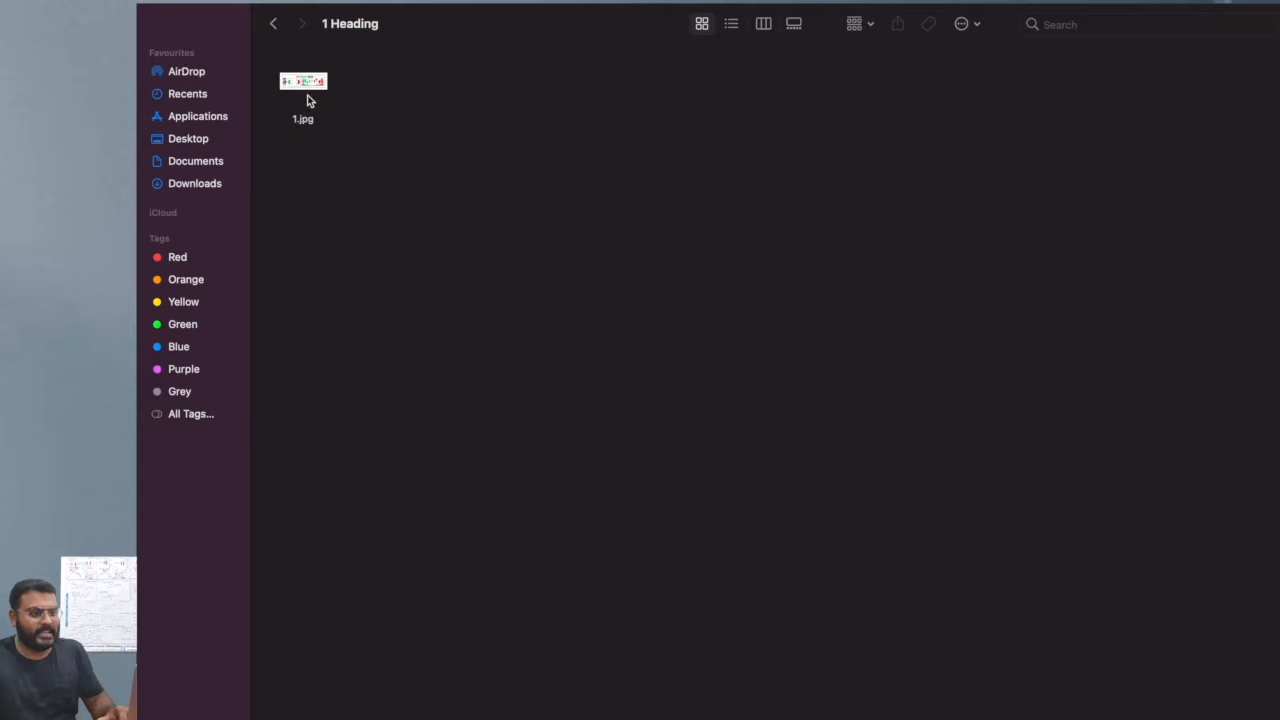 1 Heading
Search
Favourites
AirDrop
Recents
Applications
Desktop
Documents
Downloads
iCloud
Tags
Red
Orange
Yellow
Green
Blue
Purple
Grey
All Tags...
1.jpg